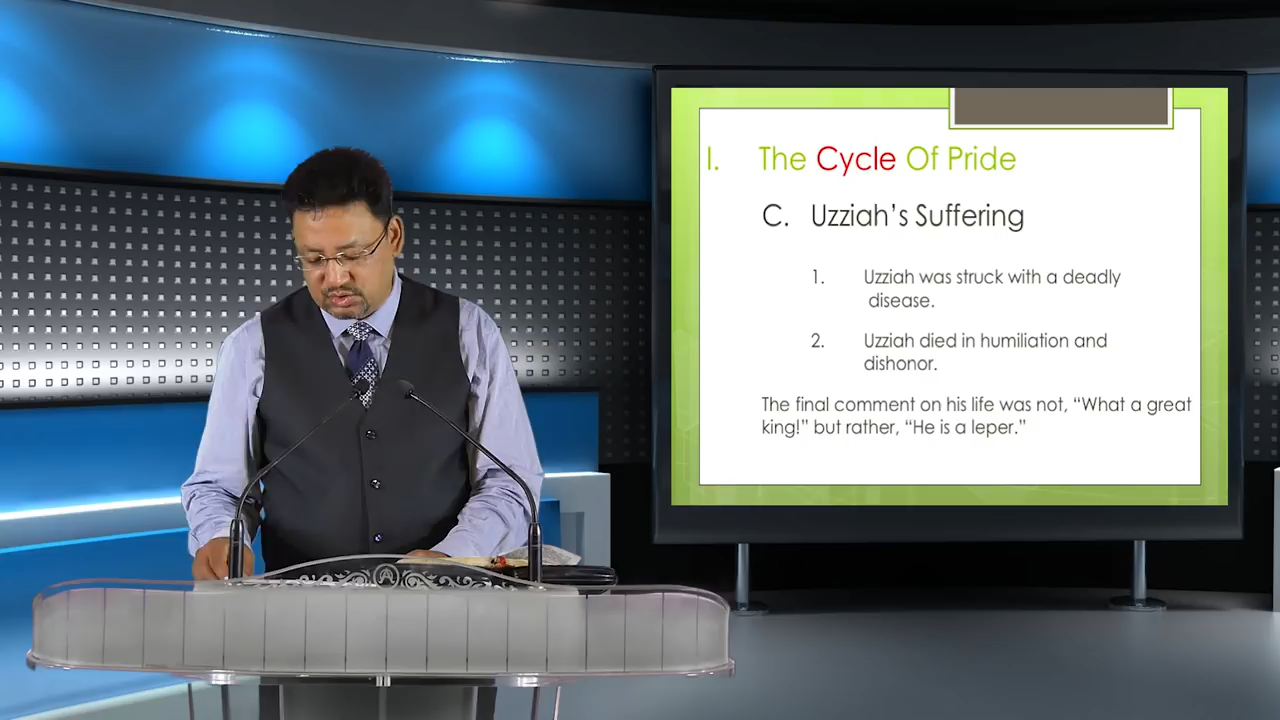 I. The Cycle Of Pride
C. Uzziah’s Suffering
1. Uzziah was struck with a deadly
disease.
2. Uzziah died in humiliation and
dishonor.
The final comment on his life was not, “What a great
king!” but rather, “He is a leper.”